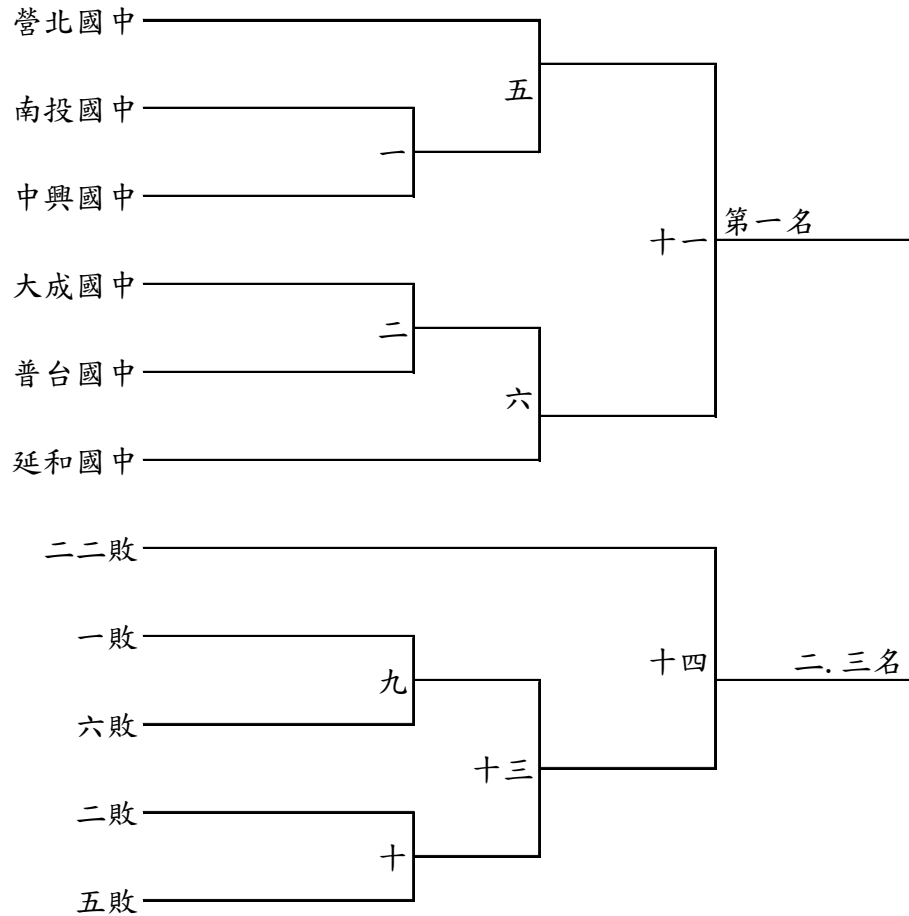 營北國中
五
南投國中
一
中興國中
十一
第一名
大成國中
二
普台國中
六
延和國中
二二敗
一敗
十四
二.三名
九
六敗
十三
二敗
十
五敗